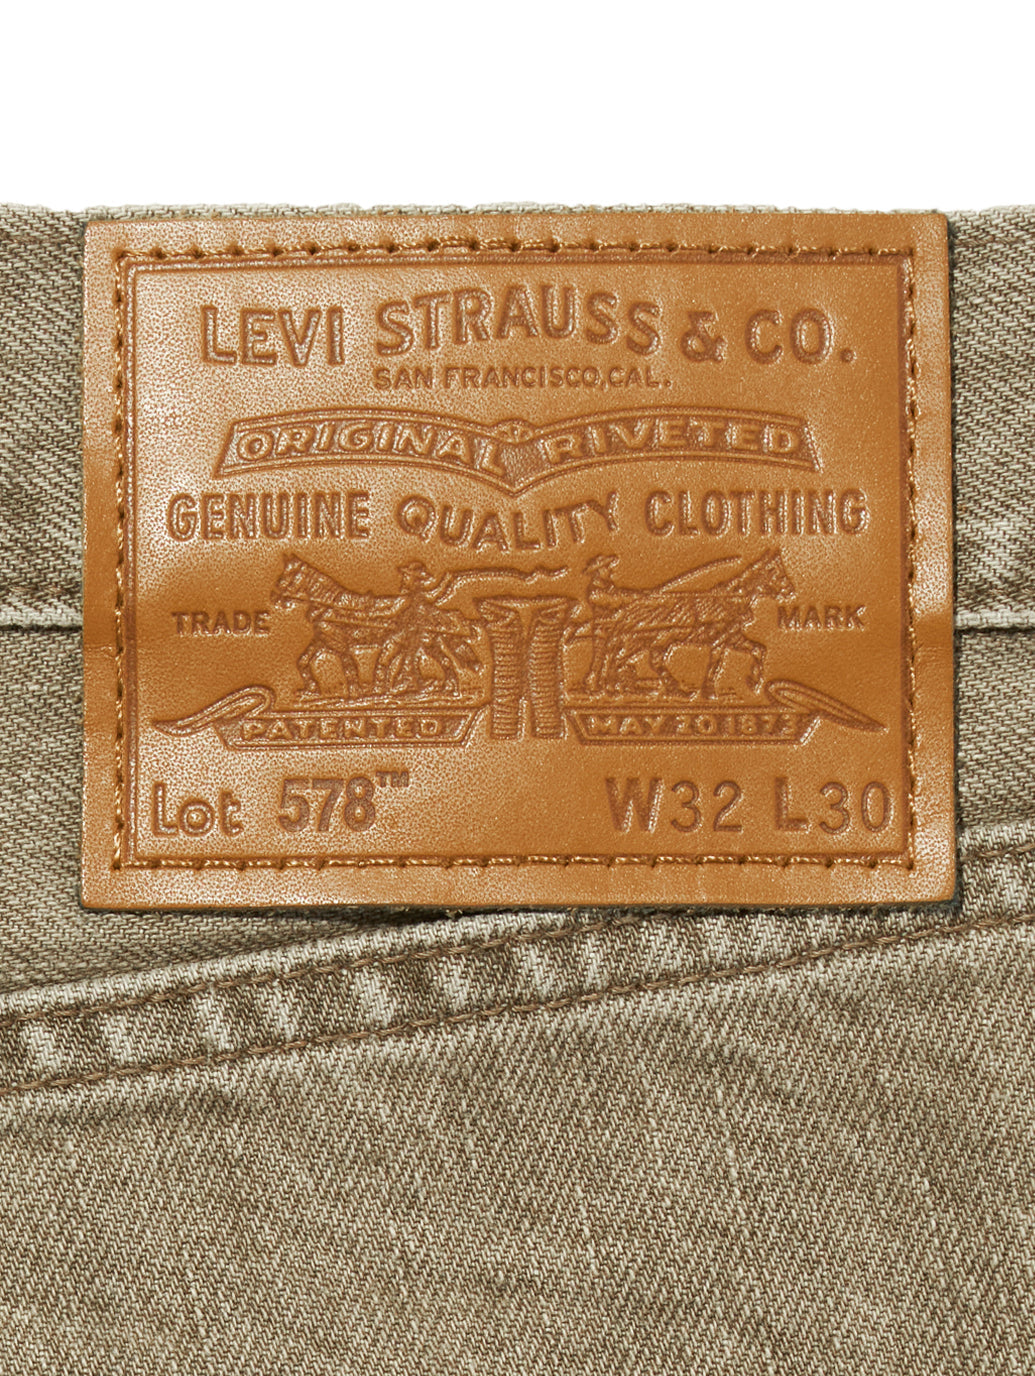 LEVI STRAUSS & CO.
SAN FRANCISCO, CAL.
ORIGINAL RIVETED
GENUINE QUALITY CLOTHING
TRADE MARK
PATENTED MAY 20 1873
Lot 578™ W32 L30